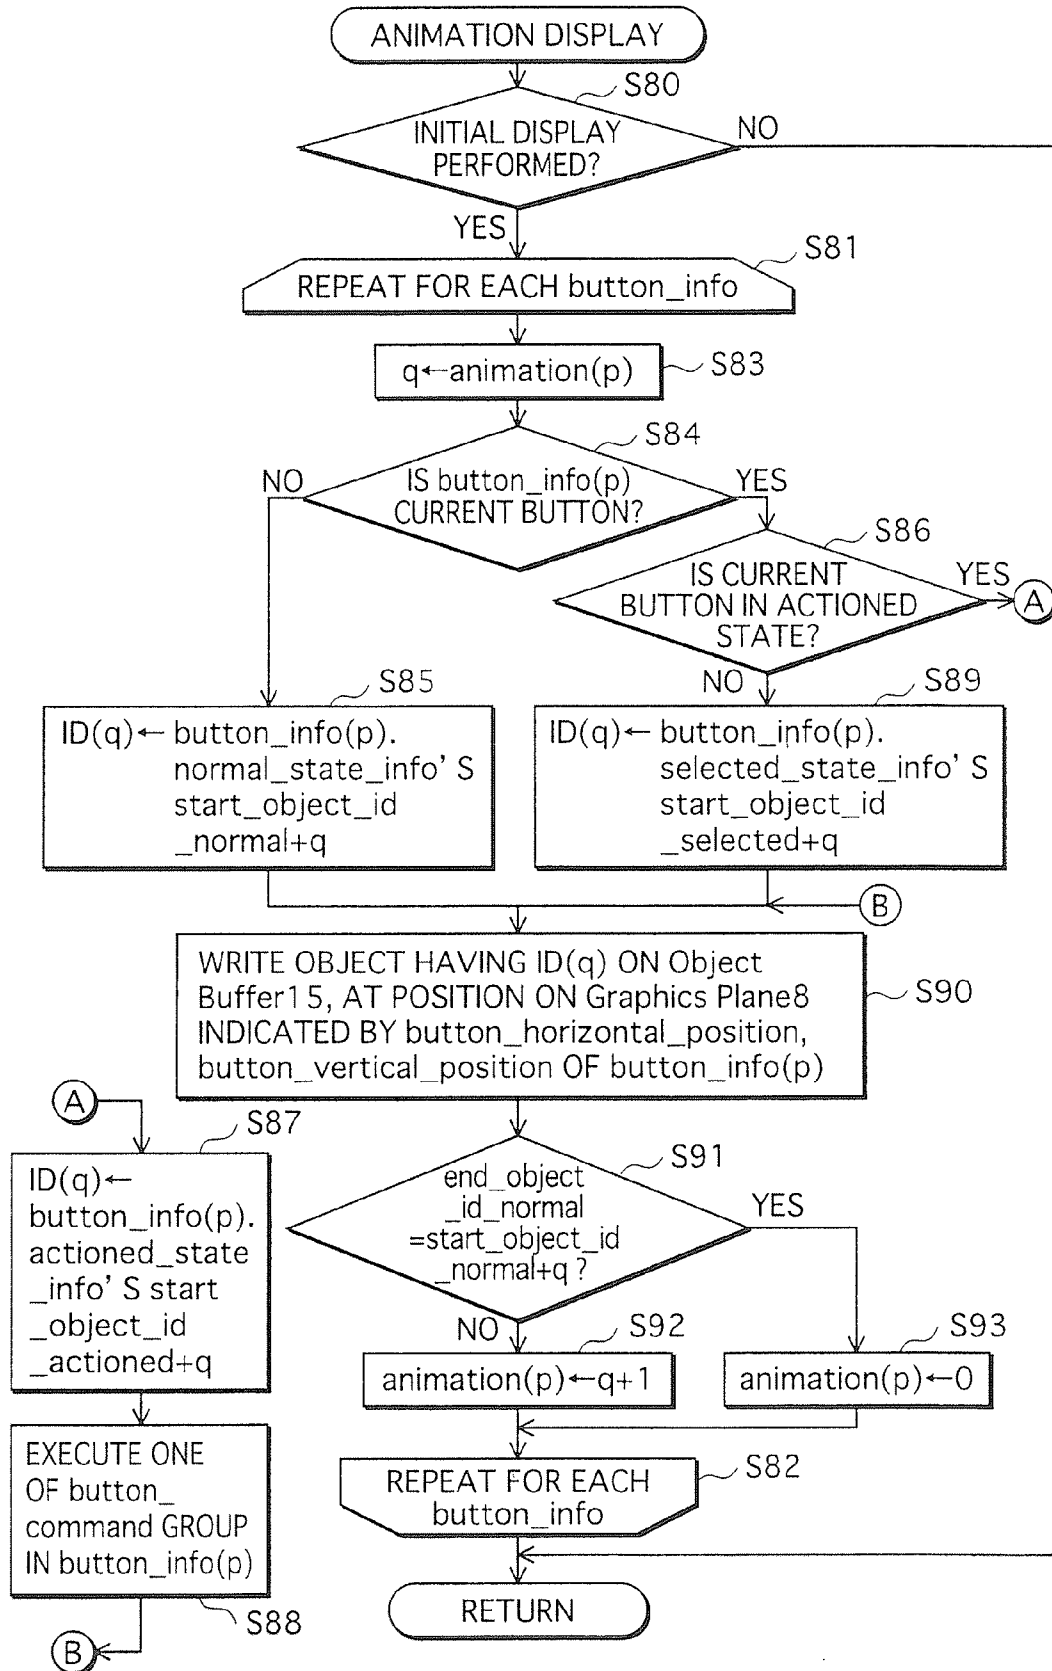 ANIMATION DISPLAY
S80
INITIAL DISPLAY
PERFORMED?
NO
YES
S81
REPEAT FOR EACH button_info
q←animation(p)
S83
S84
IS button_info(p)
CURRENT BUTTON?
NO
YES
S86
IS CURRENT
BUTTON IN ACTIONED
STATE?
YES
A
NO
S85
ID(q)← button_info(p).
normal_state_info' S
start_object_id
_normal+q
S89
ID(q)← button_info(p).
selected_state_info' S
start_object_id
_selected+q
B
WRITE OBJECT HAVING ID(q) ON Object
Buffer15, AT POSITION ON Graphics Plane8
INDICATED BY button_horizontal_position,
button_vertical_position OF button_info(p)
S90
A
S87
ID(q)←
button_info(p).
actioned_state
_info' S start
_object_id
_actioned+q
EXECUTE ONE
OF button_
command GROUP
IN button_info(p)
S88
B
S91
end_object
_id_normal
=start_object_id
_normal+q ?
YES
NO
S92
animation(p)←q+1
S93
animation(p)←0
REPEAT FOR EACH
button_info
S82
RETURN